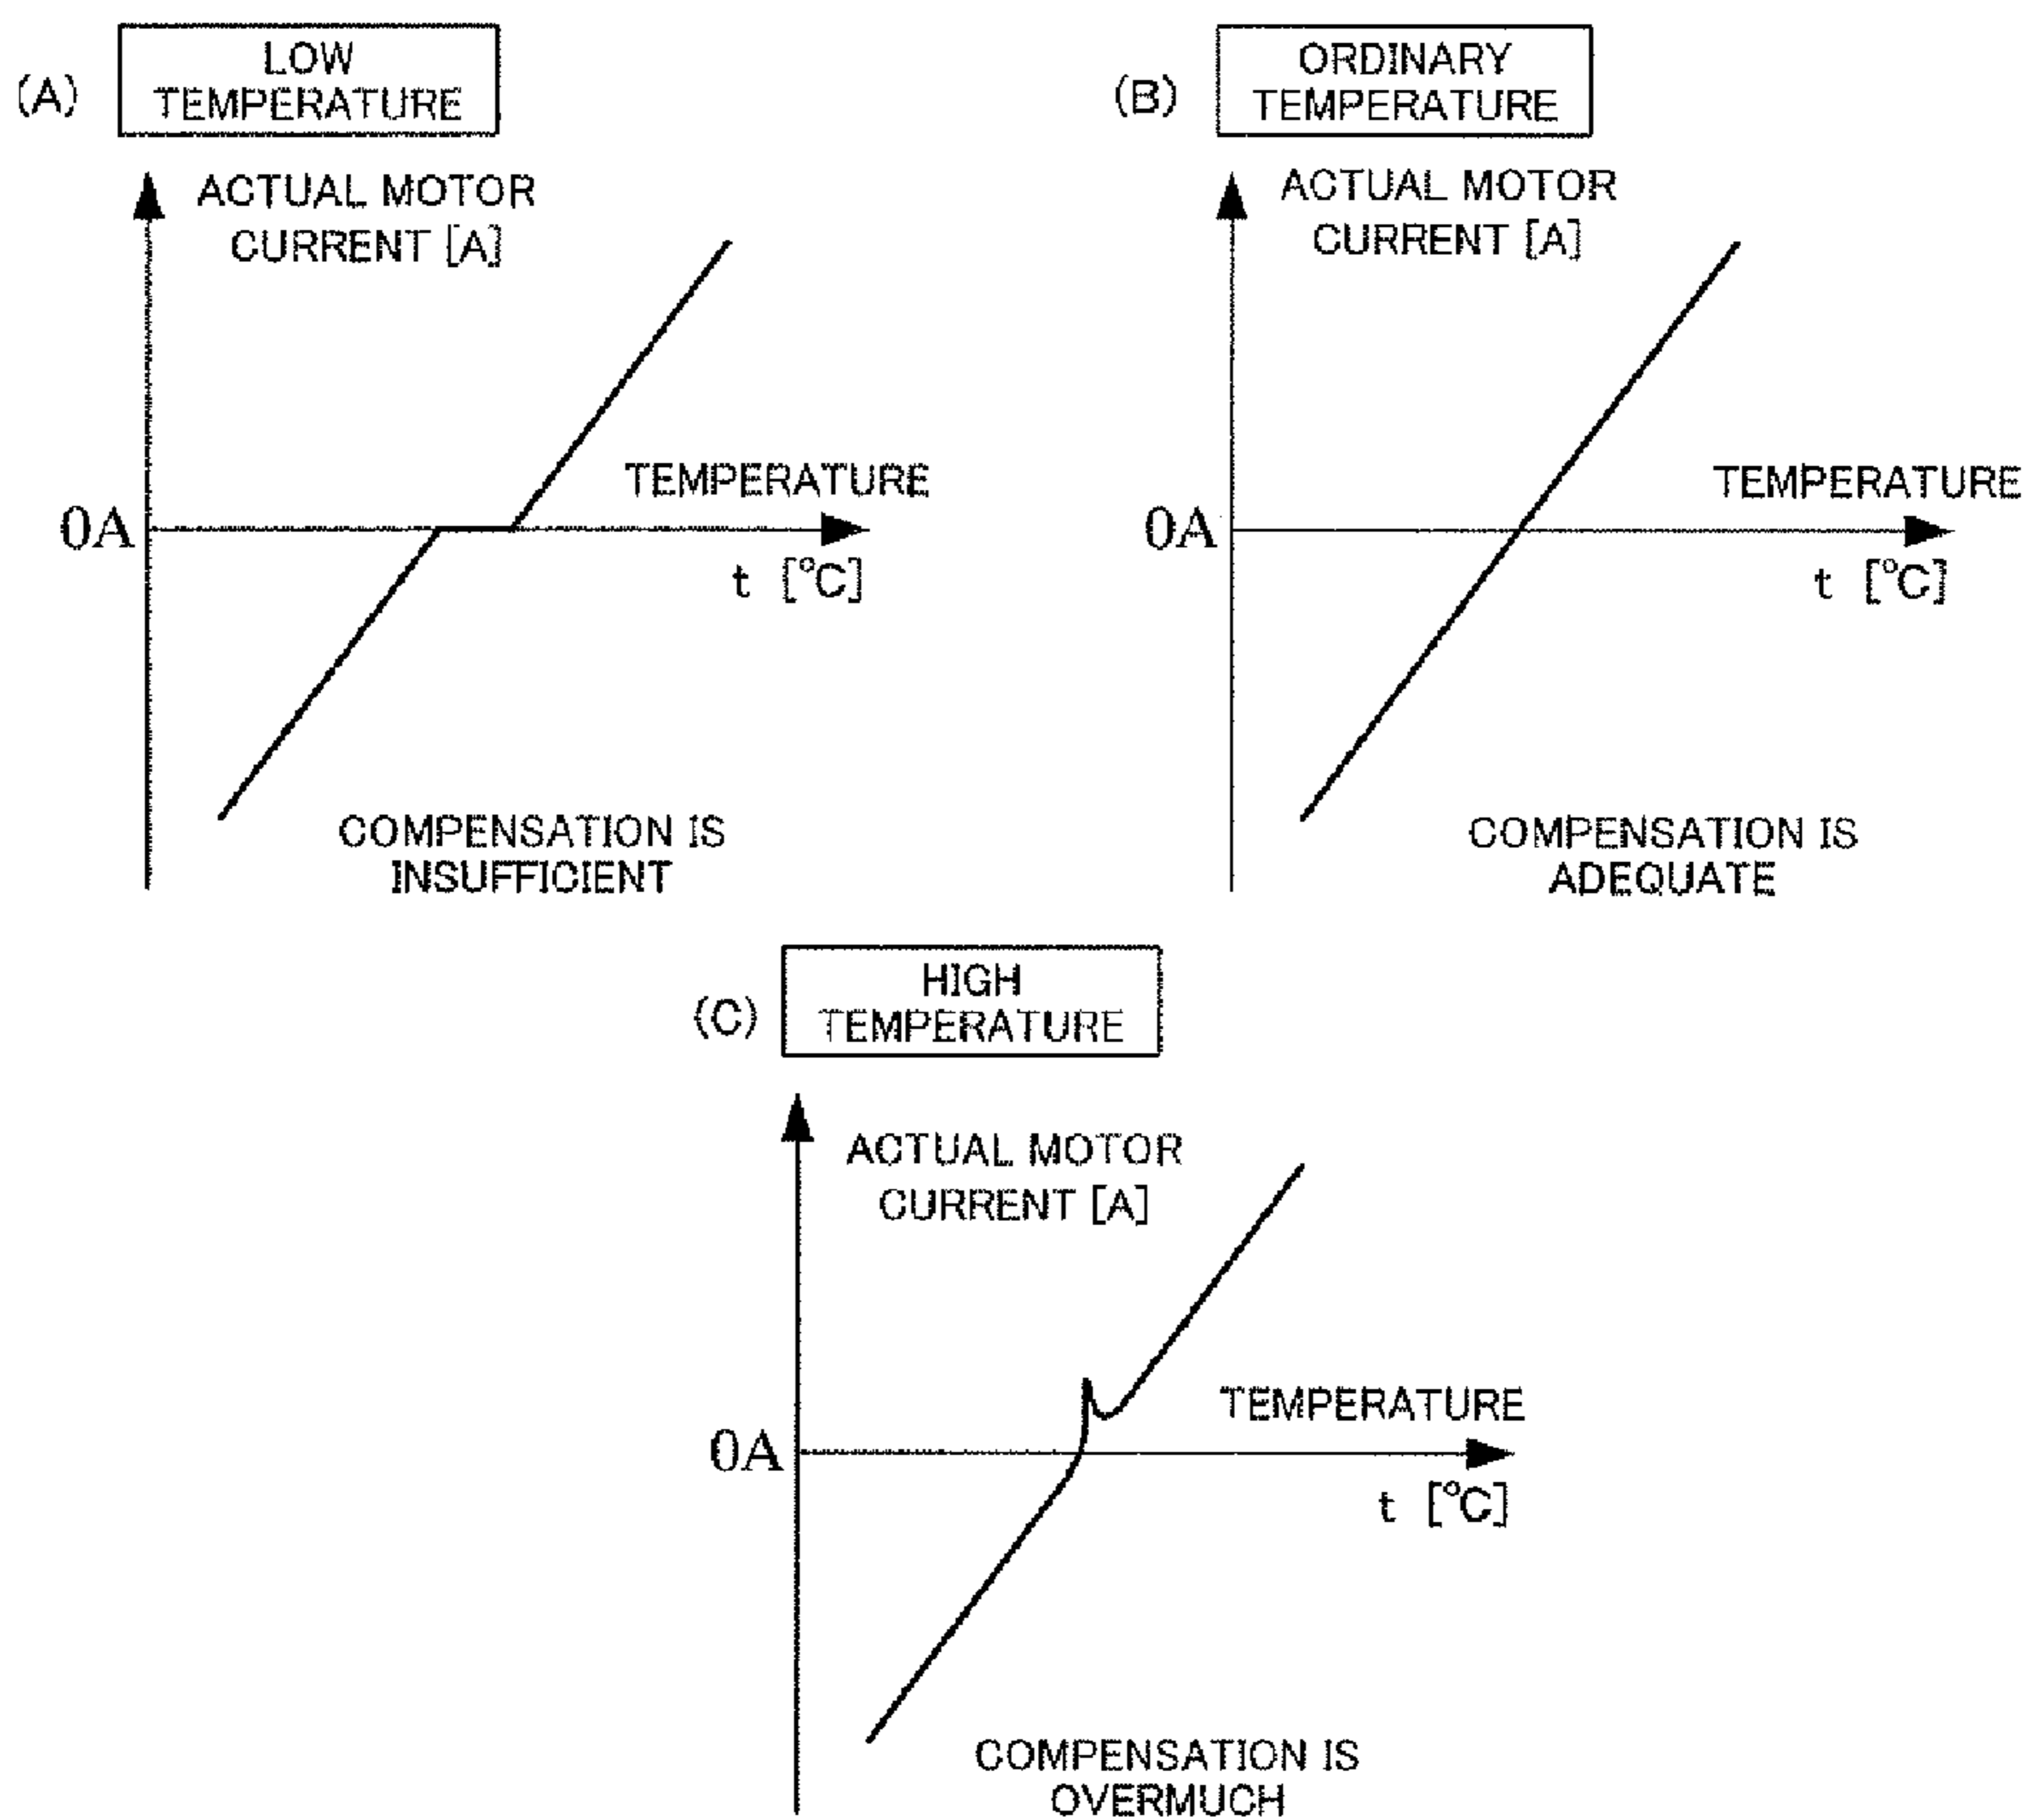 (A)
LOW
TEMPERATURE
ACTUAL MOTOR
CURRENT [A]
TEMPERATURE
0A
t [°C]
COMPENSATION IS
INSUFFICIENT
(B)
ORDINARY
TEMPERATURE
ACTUAL MOTOR
CURRENT [A]
TEMPERATURE
0A
t [°C]
COMPENSATION IS
ADEQUATE
(C)
HIGH
TEMPERATURE
ACTUAL MOTOR
CURRENT [A]
TEMPERATURE
0A
t [°C]
COMPENSATION IS
OVERMUCH